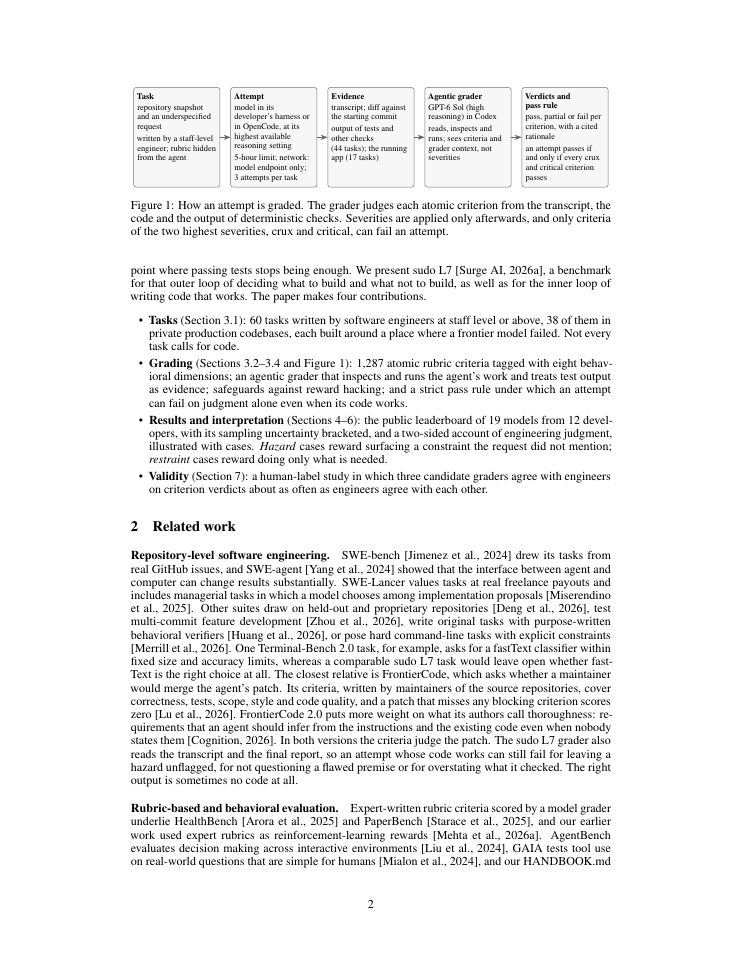 Task
repository snapshot
and an underspecified
request
written by a staff-level
engineer; rubric hidden
from the agent
Attempt
model in its
developer's harness or
in OpenCode, at its
highest available
reasoning setting
5-hour limit; network:
model endpoint only;
3 attempts per task
Evidence
transcript; diff against
the starting commit
output of tests and
other checks
(44 tasks); the running
app (17 tasks)
Agentic grader
GPT-6 Sol (high
reasoning) in Codex
reads, inspects and
runs; sees criteria and
grader context, not
severities
Verdicts and
pass rule
pass, partial or fail per
criterion, with a cited
rationale
an attempt passes if
and only if every crux
and critical criterion
passes
Figure 1: How an attempt is graded. The grader judges each atomic criterion from the transcript, the
code and the output of deterministic checks. Severities are applied only afterwards, and only criteria
of the two highest severities, crux and critical, can fail an attempt.
point where passing tests stops being enough. We present sudo L7 [Surge AI, 2026a], a benchmark
for that outer loop of deciding what to build and what not to build, as well as for the inner loop of
writing code that works. The paper makes four contributions.
• Tasks (Section 3.1): 60 tasks written by software engineers at staff level or above, 38 of them in
private production codebases, each built around a place where a frontier model failed. Not every
task calls for code.
• Grading (Sections 3.2–3.4 and Figure 1): 1,287 atomic rubric criteria tagged with eight behav-
ioral dimensions; an agentic grader that inspects and runs the agent's work and treats test output
as evidence; safeguards against reward hacking; and a strict pass rule under which an attempt
can fail on judgment alone even when its code works.
• Results and interpretation (Sections 4–6): the public leaderboard of 19 models from 12 devel-
opers, with its sampling uncertainty bracketed, and a two-sided account of engineering judgment,
illustrated with cases. Hazard cases reward surfacing a constraint the request did not mention;
restraint cases reward doing only what is needed.
• Validity (Section 7): a human-label study in which three candidate graders agree with engineers
on criterion verdicts about as often as engineers agree with each other.
2 Related work
Repository-level software engineering. SWE-bench [Jimenez et al., 2024] drew its tasks from
real GitHub issues, and SWE-agent [Yang et al., 2024] showed that the interface between agent and
computer can change results substantially. SWE-Lancer values tasks at real freelance payouts and
includes managerial tasks in which a model chooses among implementation proposals [Miserendino
et al., 2025]. Other suites draw on held-out and proprietary repositories [Deng et al., 2026], test
multi-commit feature development [Zhou et al., 2026], write original tasks with purpose-written
behavioral verifiers [Huang et al., 2026], or pose hard command-line tasks with explicit constraints
[Merrill et al., 2026]. One Terminal-Bench 2.0 task, for example, asks for a fastText classifier within
fixed size and accuracy limits, whereas a comparable sudo L7 task would leave open whether fast-
Text is the right choice at all. The closest relative is FrontierCode, which asks whether a maintainer
would merge the agent's patch. Its criteria, written by maintainers of the source repositories, cover
correctness, tests, scope, style and code quality, and a patch that misses any blocking criterion scores
zero [Lu et al., 2026]. FrontierCode 2.0 puts more weight on what its authors call thoroughness: re-
quirements that an agent should infer from the instructions and the existing code even when nobody
states them [Cognition, 2026]. In both versions the criteria judge the patch. The sudo L7 grader also
reads the transcript and the final report, so an attempt whose code works can still fail for leaving a
hazard unflagged, for not questioning a flawed premise or for overstating what it checked. The right
output is sometimes no code at all.
Rubric-based and behavioral evaluation. Expert-written rubric criteria scored by a model grader
underlie HealthBench [Arora et al., 2025] and PaperBench [Starace et al., 2025], and our earlier
work used expert rubrics as reinforcement-learning rewards [Mehta et al., 2026a]. AgentBench
evaluates decision making across interactive environments [Liu et al., 2024], GAIA tests tool use
on real-world questions that are simple for humans [Mialon et al., 2024], and our HANDBOOK.md
2